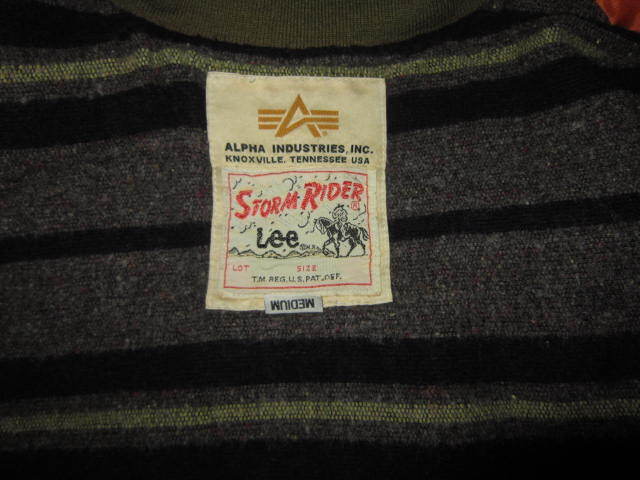 ALPHA INDUSTRIES, INC.
KNOXVILLE, TENNESSEE USA
STORM RIDER ®
Lee
LOT SIZE
T.M. REG. U.S. PAT. OFF.
MEDIUM